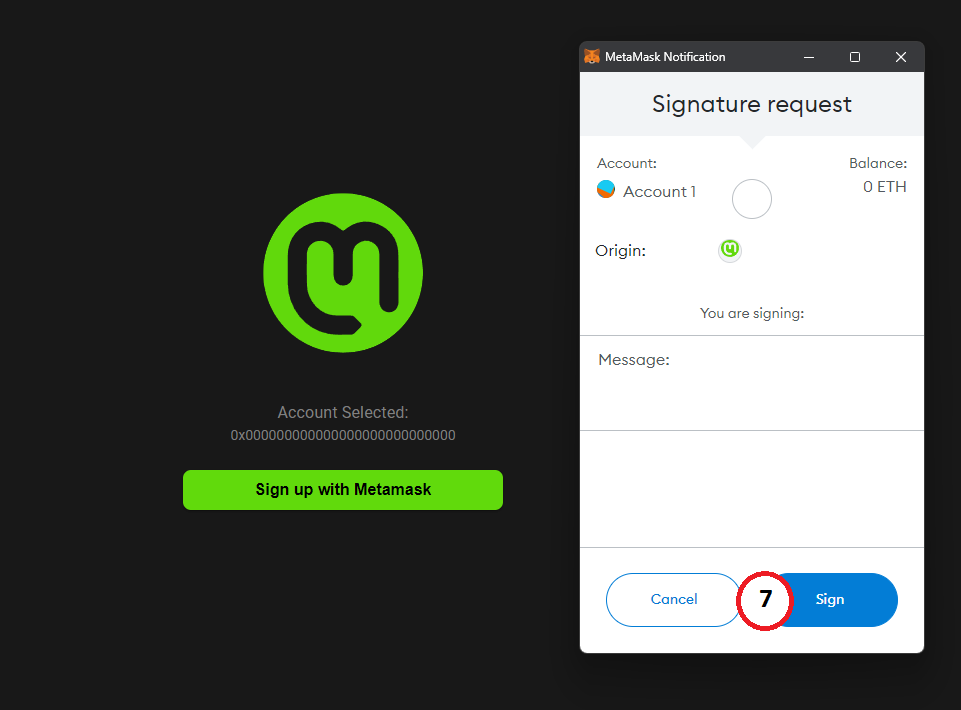 MetaMask Notification
Signature request
Account:
Balance:
Account 1
0 ETH
Origin:
You are signing:
Message:
Account Selected:
0x0000000000000000000000000
Sign up with Metamask
Cancel
7
Sign